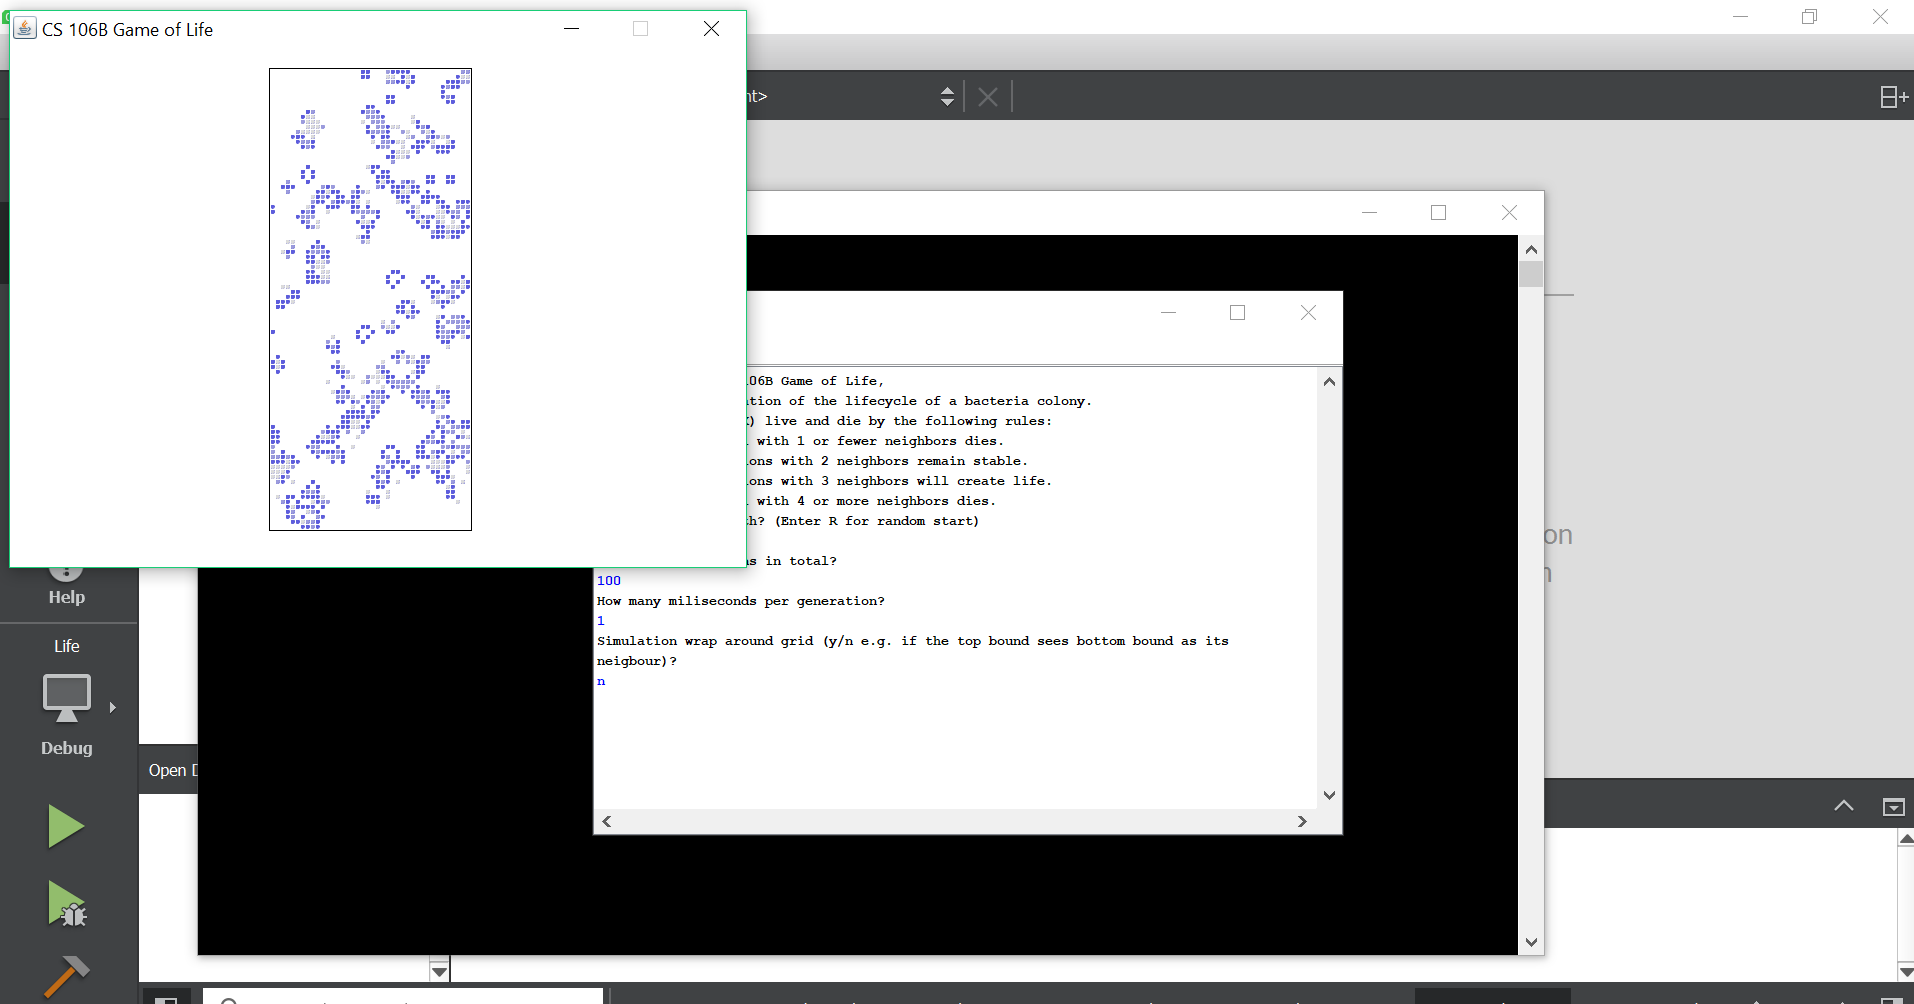 CS 106B Game of Life
nt>
106B Game of Life,
tion of the lifecycle of a bacteria colony.
) live and die by the following rules:
with 1 or fewer neighbors dies.
ons with 2 neighbors remain stable.
ons with 3 neighbors will create life.
with 4 or more neighbors dies.
h? (Enter R for random start)
s in total?
100
How many miliseconds per generation?
1
Simulation wrap around grid (y/n e.g. if the top bound sees bottom bound as its
neigbour)?
n
on
Help
Life
Debug
Open D